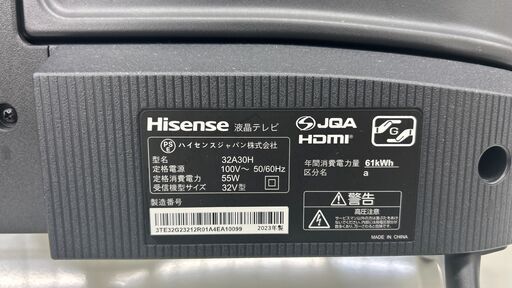 Hisense 液晶テレビ
PS E ハイセンスジャパン株式会社
型名 32A30H
定格電源 100V～ 50/60Hz
定格消費電力 55W
受信機型サイズ 32V型
製造番号
3TE32G23212R01A4EA10099 2023年製
JQA
HDMI
G
年間消費電力量 61kWh
区分名 a
警告
高圧注意
MADE IN CHINA